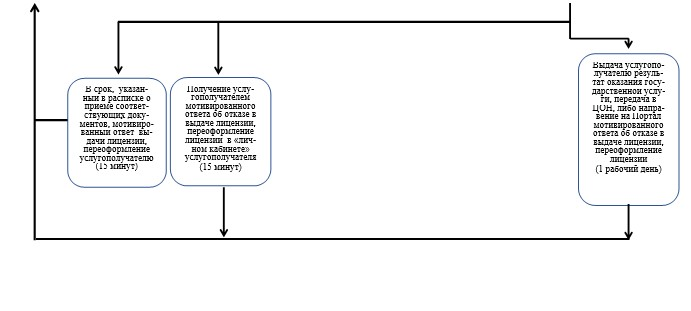 В срок, указан-
ный в расписке о
приеме соответ-
ствующих доку-
ментов, мотивиро-
ванный ответ вы-
дачи лицензии,
переоформление
услугополучателю
(15 минут)
Получение услу-
гополучателем
мотивированного
ответа об отказе в
выдаче лицензии,
переоформление
лицензии в «лич-
ном кабинете»
услугополучателя
(15 минут)
Выдача услугопо-
лучателю резуль-
тат оказания госу-
дарственной услу-
ги, передача в
ЦОН, либо напра-
вение на Портал
мотивированного
ответа об отказе в
выдаче лицензии,
переоформление
лицензии
(1 рабочий день)